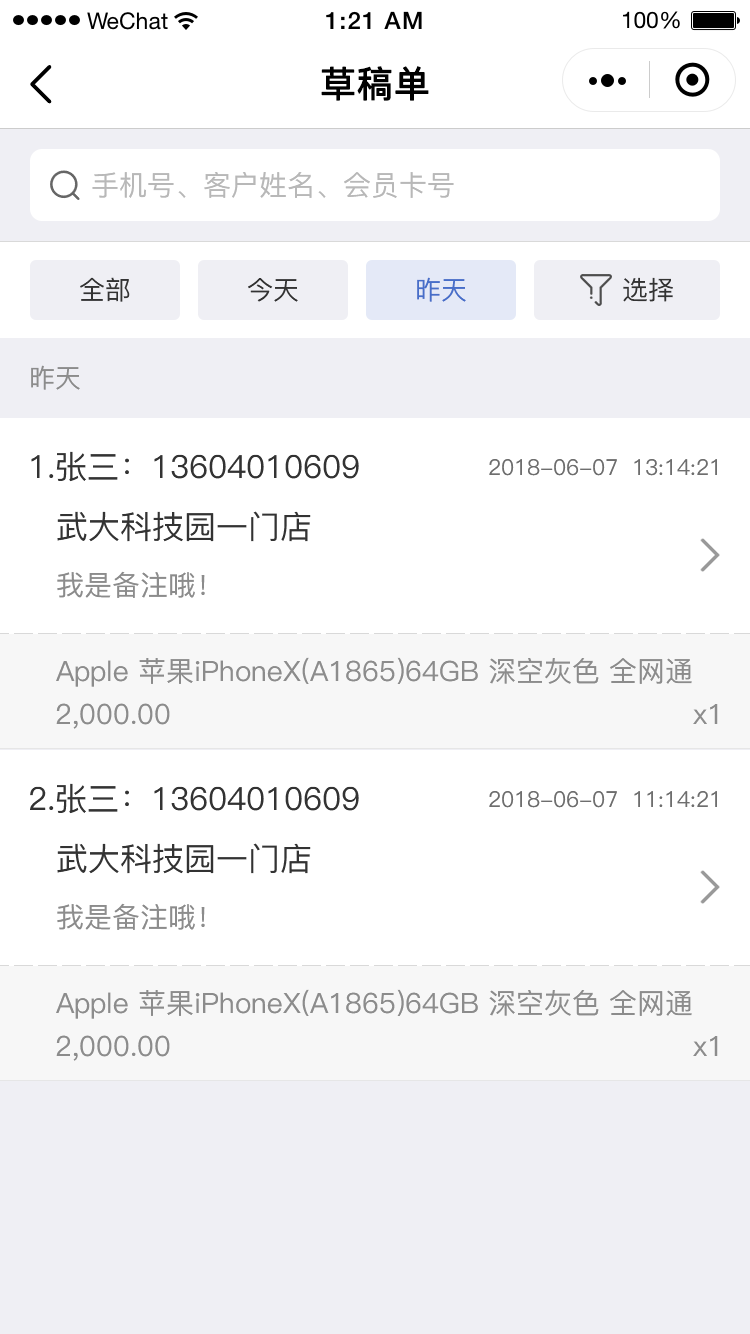 WeChat 1:21 AM 100%
草稿单
手机号、客户姓名、会员卡号
全部 今天 昨天 选择
昨天
1.张三：13604010609 2018-06-07 13:14:21
武大科技园一门店
我是备注哦！
Apple 苹果iPhoneX(A1865)64GB 深空灰色 全网通
2,000.00 x1
2.张三：13604010609 2018-06-07 11:14:21
武大科技园一门店
我是备注哦！
Apple 苹果iPhoneX(A1865)64GB 深空灰色 全网通
2,000.00 x1